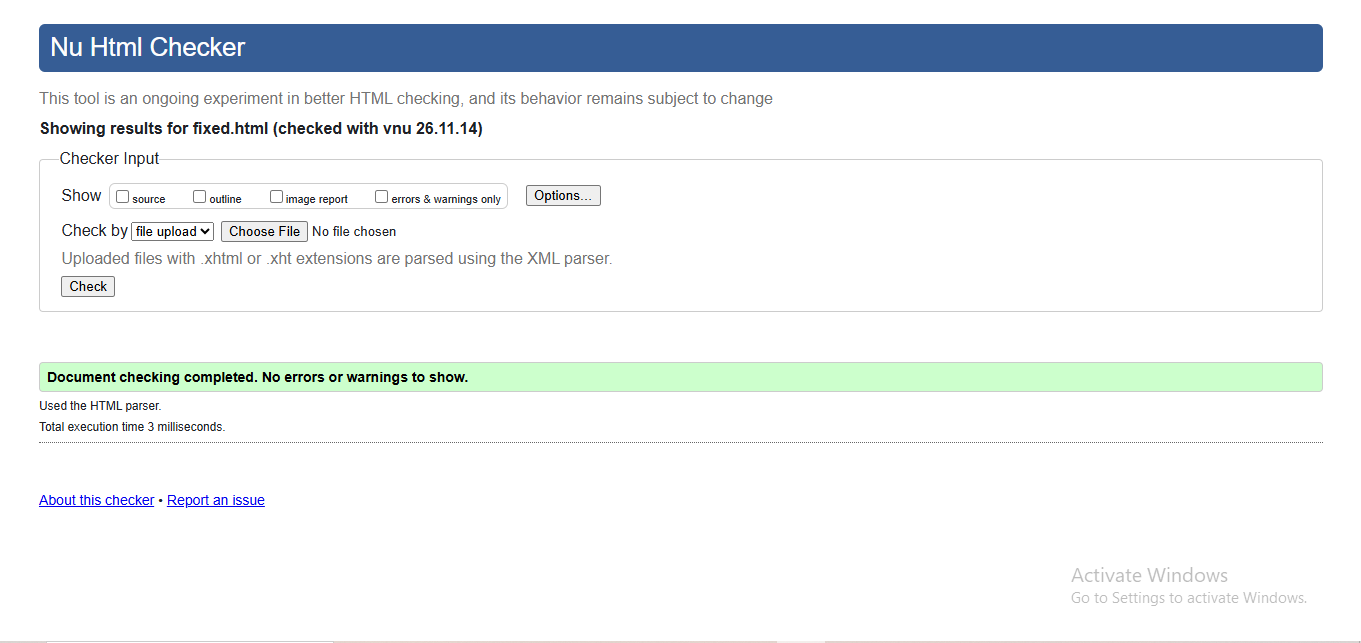 Nu Html Checker
This tool is an ongoing experiment in better HTML checking, and its behavior remains subject to change
Showing results for fixed.html (checked with vnu 26.11.14)
Checker Input
Show source outline image report errors & warnings only Options...
Check by file upload Choose File No file chosen
Uploaded files with .xhtml or .xht extensions are parsed using the XML parser.
Check
Document checking completed. No errors or warnings to show.
Used the HTML parser.
Total execution time 3 milliseconds.
About this checker • Report an issue
Activate Windows
Go to Settings to activate Windows.